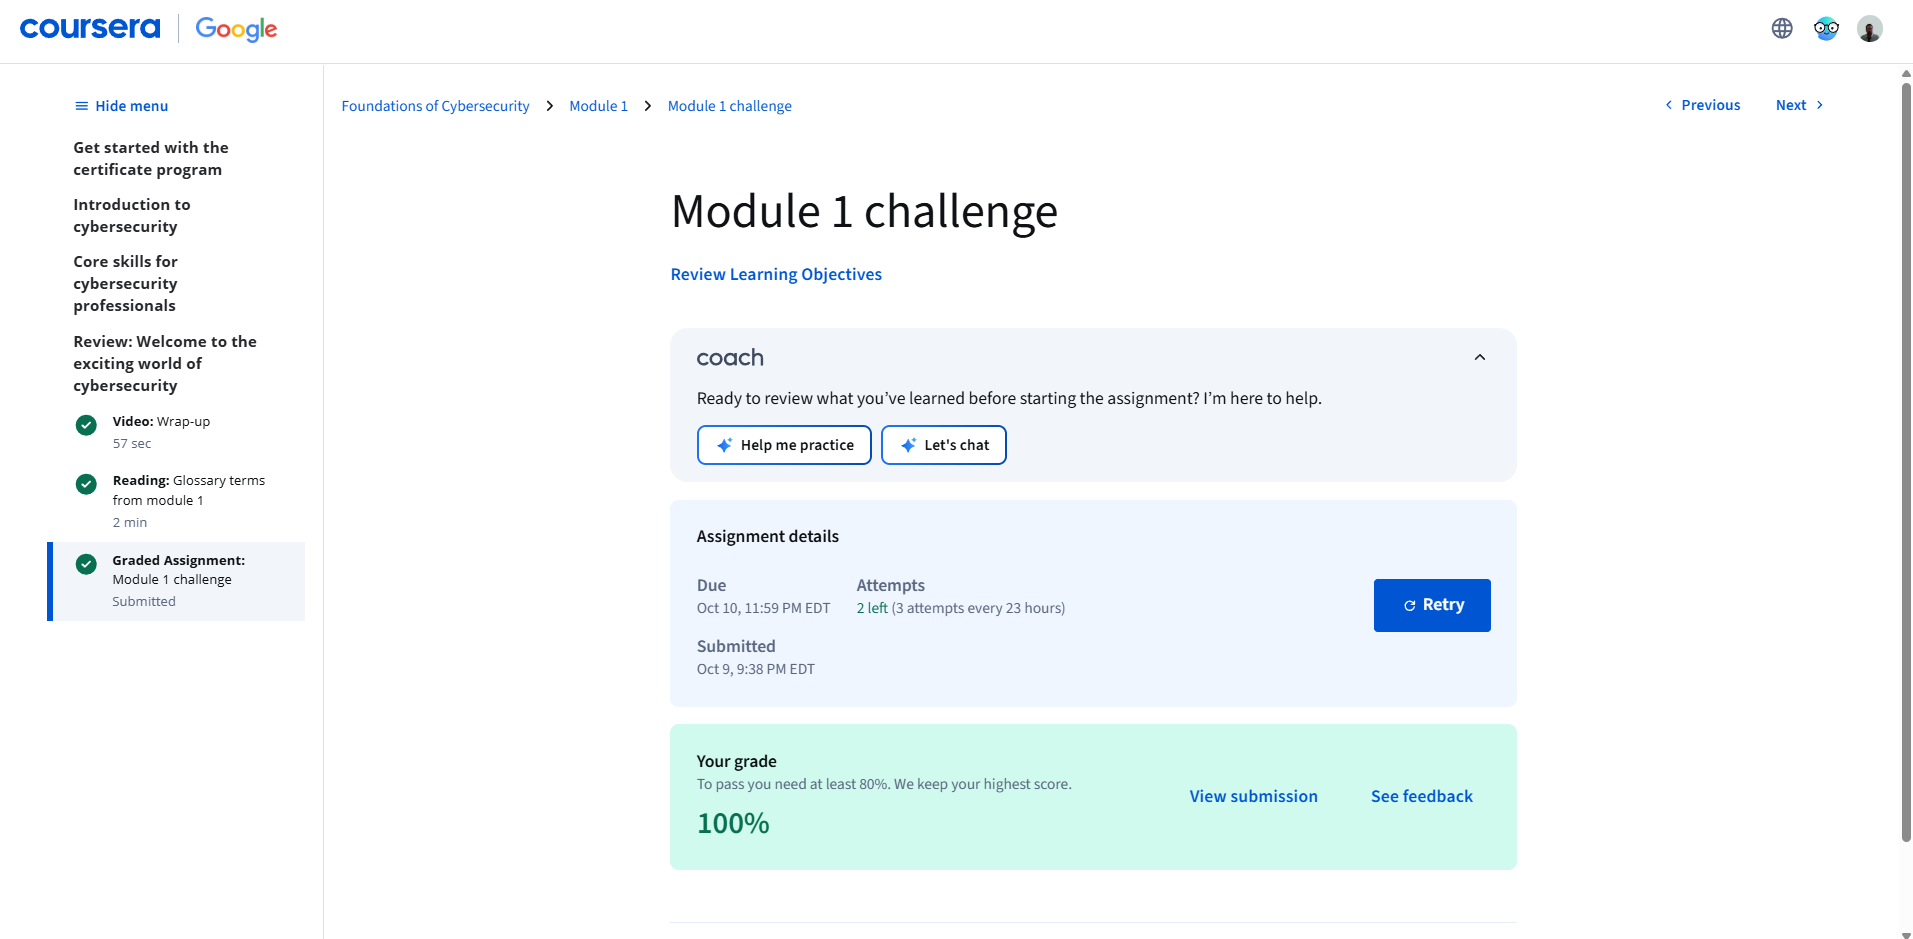 coursera
Google
Hide menu
Get started with the
certificate program
Introduction to
cybersecurity
Core skills for
cybersecurity
professionals
Review: Welcome to the
exciting world of
cybersecurity
Video: Wrap-up
57 sec
Reading: Glossary terms
from module 1
2 min
Graded Assignment:
Module 1 challenge
Submitted
Foundations of Cybersecurity
Module 1
Module 1 challenge
Previous
Next
Module 1 challenge
Review Learning Objectives
coach
Ready to review what you’ve learned before starting the assignment? I’m here to help.
Help me practice
Let's chat
Assignment details
Due
Oct 10, 11:59 PM EDT
Attempts
2 left (3 attempts every 23 hours)
Submitted
Oct 9, 9:38 PM EDT
Retry
Your grade
To pass you need at least 80%. We keep your highest score.
100%
View submission
See feedback